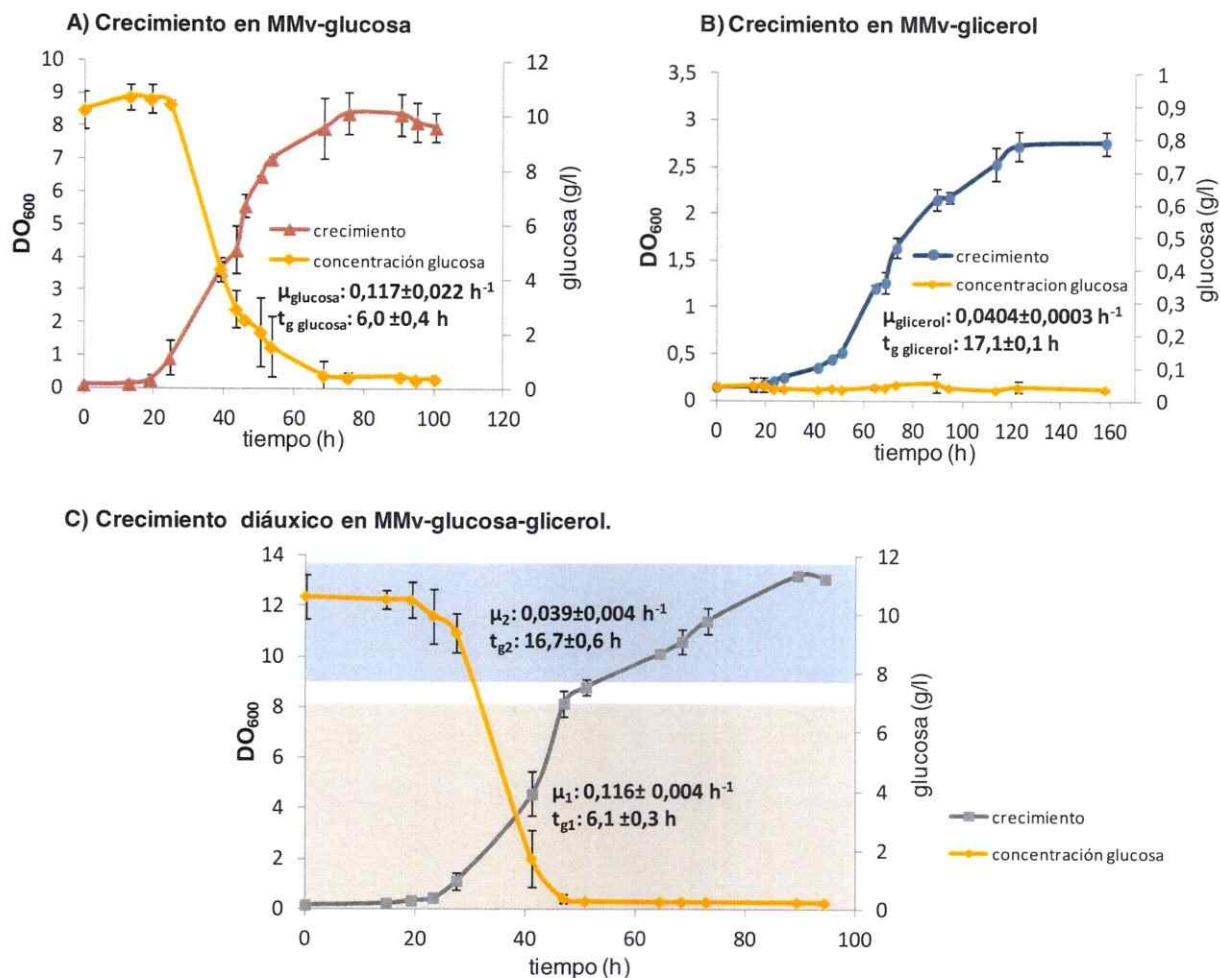 A) Crecimiento en MMv-glucosa
10
9
8
7
6
5
4
3
2
1
0
DO600
12
10
8
6
4
2
0
glucosa (g/l)
crecimiento
concentración glucosa
μglucosa: 0,117±0,022 h-1
tg glucosa: 6,0 ±0,4 h
0 20 40 60 80 100 120
tiempo (h)
B) Crecimiento en MMv-glicerol
3,5
3
2,5
2
1,5
1
0,5
0
DO600
1
0,9
0,8
0,7
0,6
0,5
0,4
0,3
0,2
0,1
0
glucosa (g/l)
crecimiento
concentracion glucosa
μglicerol: 0,0404±0,0003 h-1
tg glicerol: 17,1±0,1 h
0 20 40 60 80 100 120 140 160
tiempo (h)
C) Crecimiento diáuxico en MMv-glucosa-glicerol.
14
12
10
8
6
4
2
0
DO600
12
10
8
6
4
2
0
glucosa (g/l)
μ2: 0,039±0,004 h-1
tg2: 16,7±0,6 h
μ1: 0,116± 0,004 h-1
tg1: 6,1 ±0,3 h
crecimiento
concentración glucosa
0 20 40 60 80 100
tiempo (h)